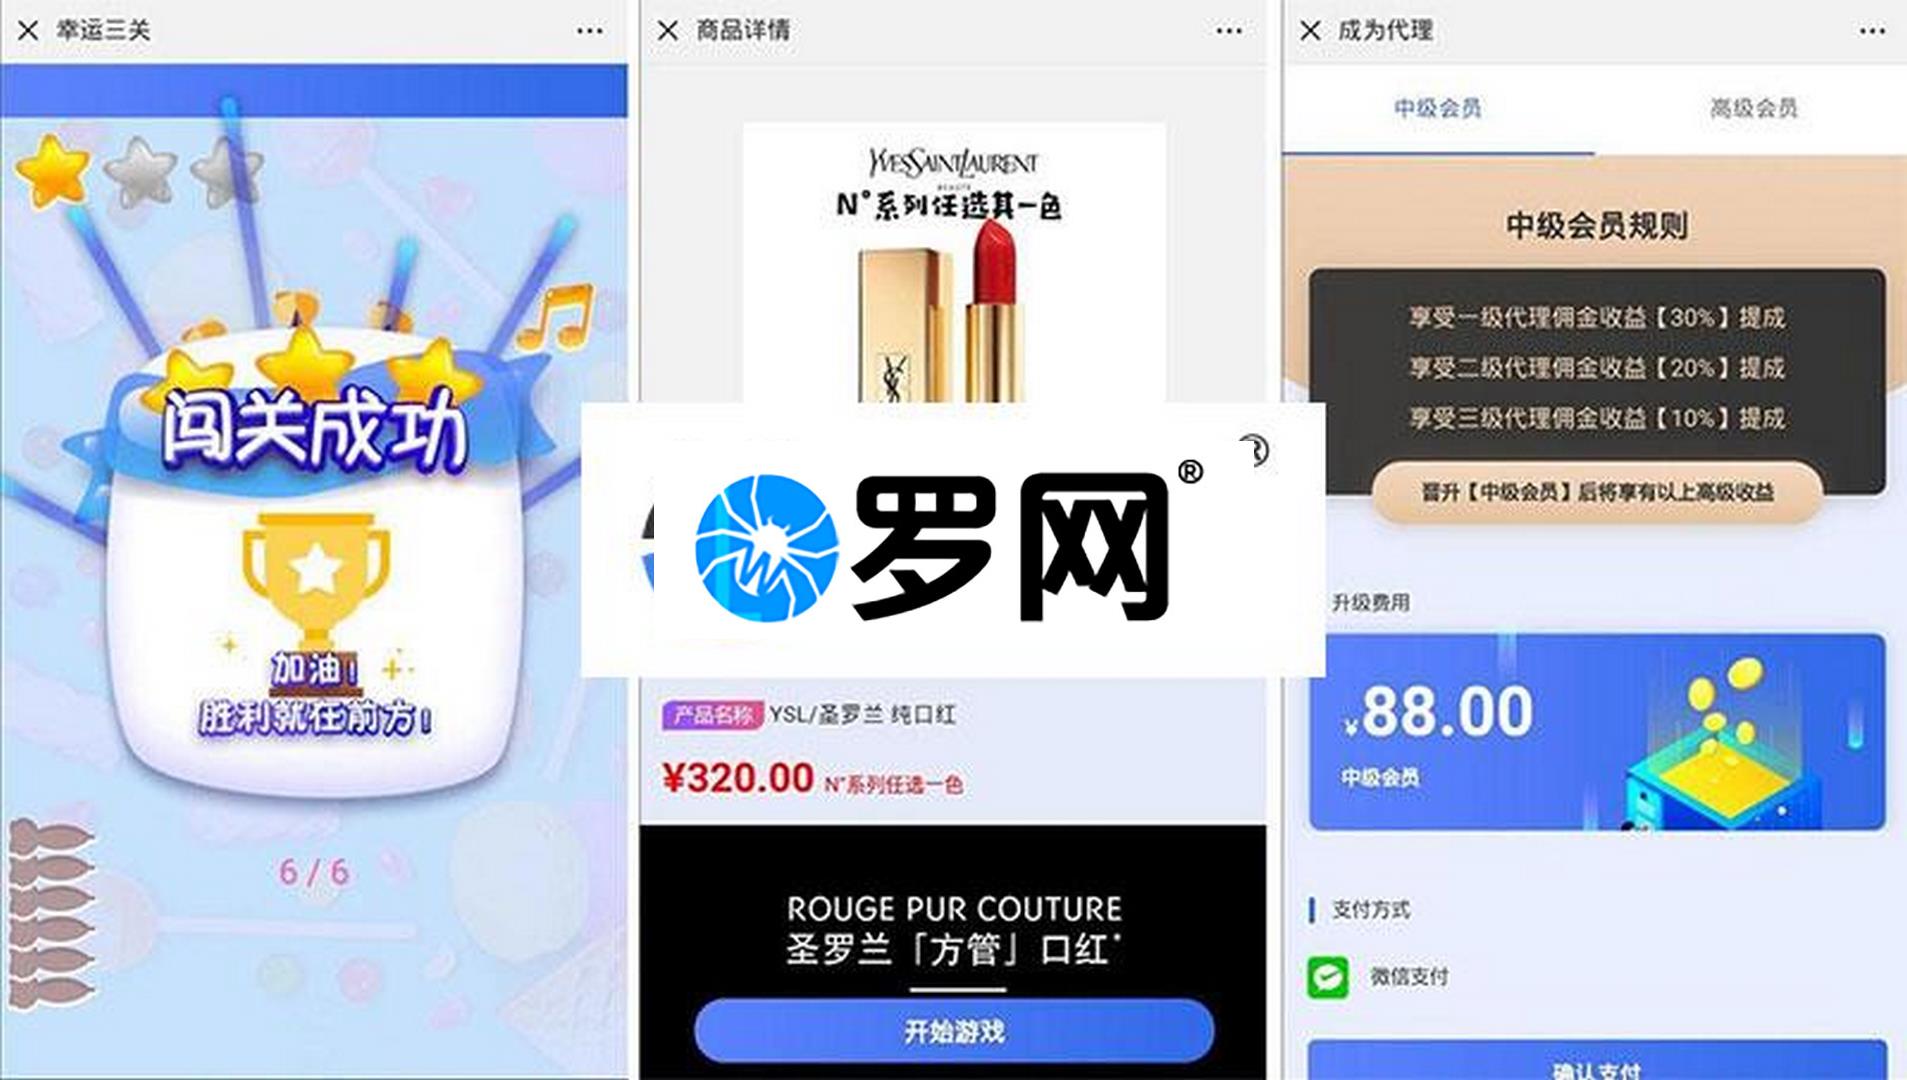 幸运三关
闯关成功
加油！
胜利就在前方！
6/6
商品详情
YVESSAINTLAURENT
BEAUTE
N°系列任选其一色
罗网®
®
产品名称 YSL/圣罗兰 纯口红
¥320.00 N°系列任选一色
ROUGE PUR COUTURE
圣罗兰「方管」口红*
开始游戏
成为代理
中级会员 高级会员
中级会员规则
享受一级代理佣金收益【30%】提成
享受二级代理佣金收益【20%】提成
享受三级代理佣金收益【10%】提成
晋升【中级会员】后将享有以上高级收益
升级费用
¥88.00
中级会员
支付方式
微信支付
确认支付